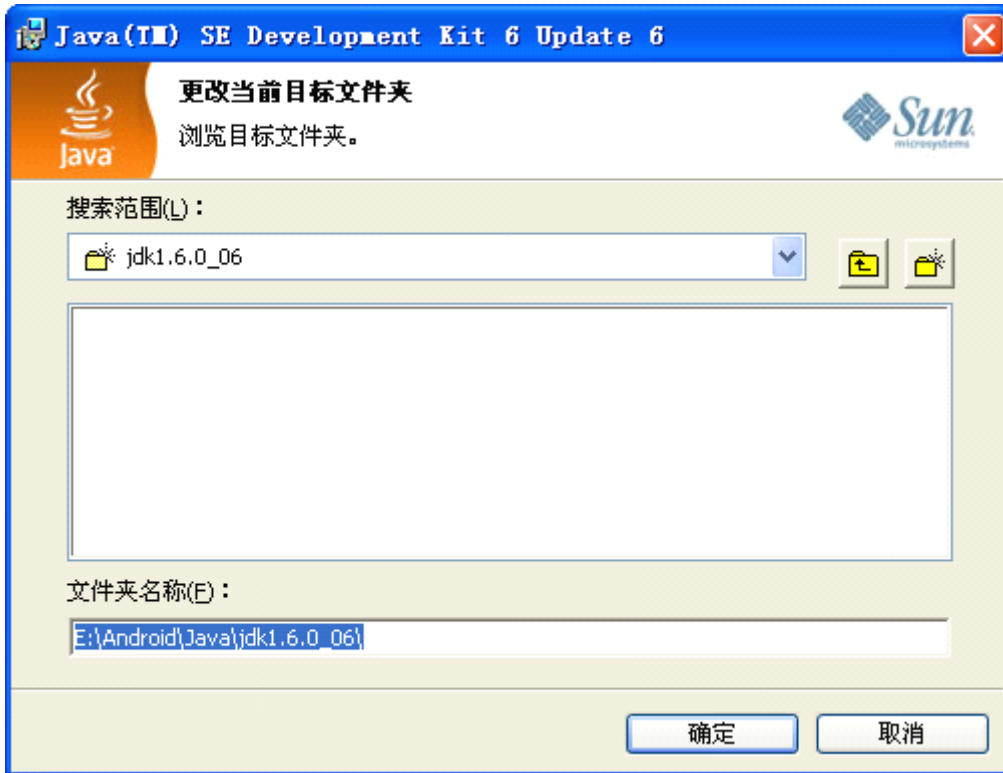 Java(TM) SE Development Kit 6 Update 6
Java
更改当前目标文件夹
浏览目标文件夹。
Sun
microsystems
搜索范围(L)：
jdk1.6.0_06
文件夹名称(F)：
E:\Android\Java\jdk1.6.0_06\
确定
取消